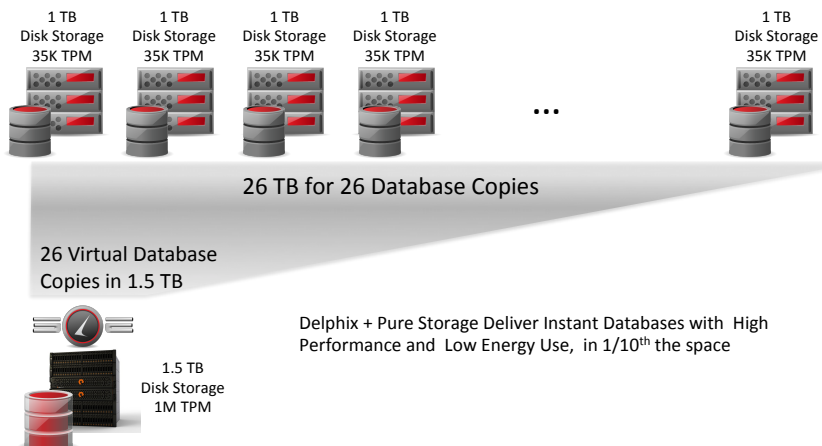 1 TB
Disk Storage
35K TPM
1 TB
Disk Storage
35K TPM
1 TB
Disk Storage
35K TPM
1 TB
Disk Storage
35K TPM
...
1 TB
Disk Storage
35K TPM
26 TB for 26 Database Copies
26 Virtual Database
Copies in 1.5 TB
Delphix + Pure Storage Deliver Instant Databases with High
Performance and Low Energy Use, in 1/10th the space
1.5 TB
Disk Storage
1M TPM